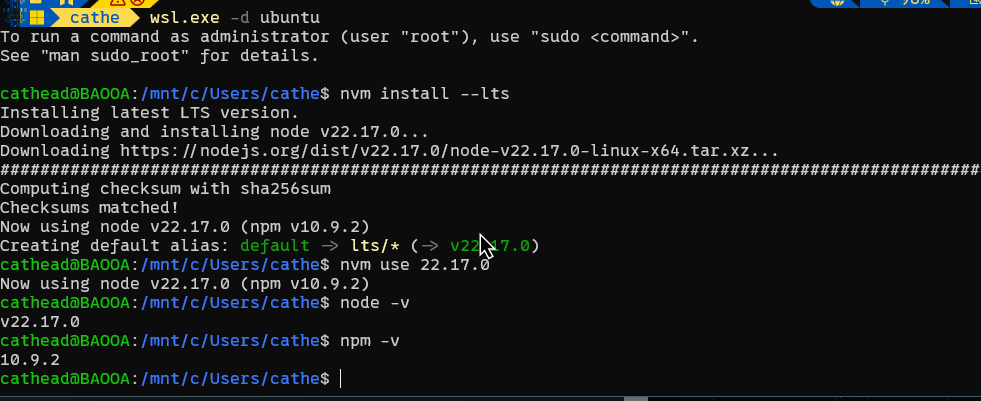 cathe wsl.exe -d ubuntu
To run a command as administrator (user "root"), use "sudo <command>".
See "man sudo_root" for details.
cathead@BAOOA:/mnt/c/Users/cathe$ nvm install --lts
Installing latest LTS version.
Downloading and installing node v22.17.0...
Downloading https://nodejs.org/dist/v22.17.0/node-v22.17.0-linux-x64.tar.xz...
##################################################################################################
Computing checksum with sha256sum
Checksums matched!
Now using node v22.17.0 (npm v10.9.2)
Creating default alias: default -> lts/* (-> v22.17.0)
cathead@BAOOA:/mnt/c/Users/cathe$ nvm use 22.17.0
Now using node v22.17.0 (npm v10.9.2)
cathead@BAOOA:/mnt/c/Users/cathe$ node -v
v22.17.0
cathead@BAOOA:/mnt/c/Users/cathe$ npm -v
10.9.2
cathead@BAOOA:/mnt/c/Users/cathe$